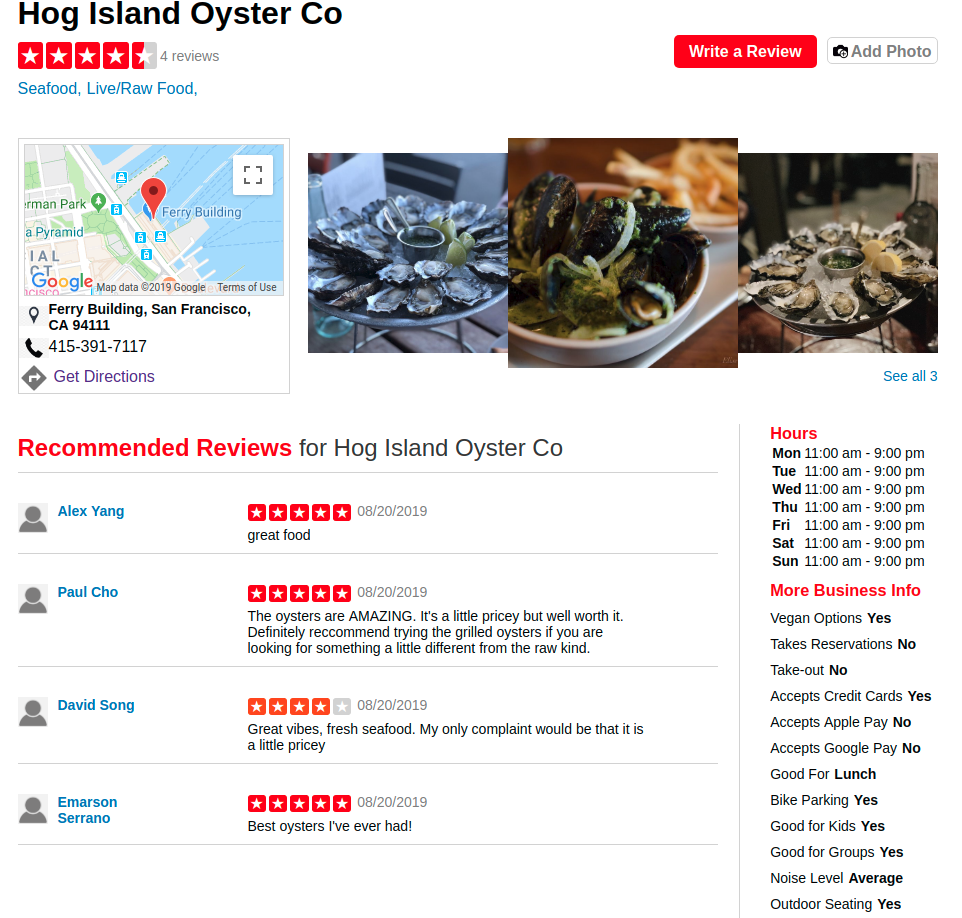 Hog Island Oyster Co
4 reviews
Write a Review
Add Photo
Seafood, Live/Raw Food,
rman Park
Ferry Building
a Pyramid
IAL
CT
Google
CISCO
Map data ©2019 Google
Terms of Use
Ferry Building, San Francisco,
CA 94111
415-391-7117
Get Directions
See all 3
Recommended Reviews for Hog Island Oyster Co
Alex Yang
08/20/2019
great food
Paul Cho
08/20/2019
The oysters are AMAZING. It's a little pricey but well worth it.
Definitely reccommend trying the grilled oysters if you are
looking for something a little different from the raw kind.
David Song
08/20/2019
Great vibes, fresh seafood. My only complaint would be that it is
a little pricey
Emarson
Serrano
08/20/2019
Best oysters I've ever had!
Hours
Mon 11:00 am - 9:00 pm
Tue 11:00 am - 9:00 pm
Wed 11:00 am - 9:00 pm
Thu 11:00 am - 9:00 pm
Fri 11:00 am - 9:00 pm
Sat 11:00 am - 9:00 pm
Sun 11:00 am - 9:00 pm
More Business Info
Vegan Options Yes
Takes Reservations No
Take-out No
Accepts Credit Cards Yes
Accepts Apple Pay No
Accepts Google Pay No
Good For Lunch
Bike Parking Yes
Good for Kids Yes
Good for Groups Yes
Noise Level Average
Outdoor Seating Yes